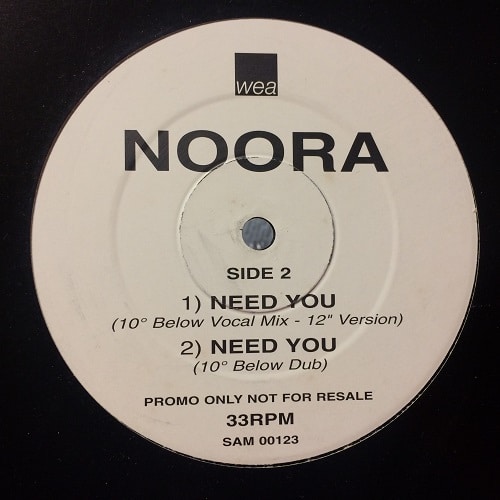 wea
NOORA
SIDE 2
1) NEED YOU
(10° Below Vocal Mix - 12" Version)
2) NEED YOU
(10° Below Dub)
PROMO ONLY NOT FOR RESALE
33RPM
SAM 00123